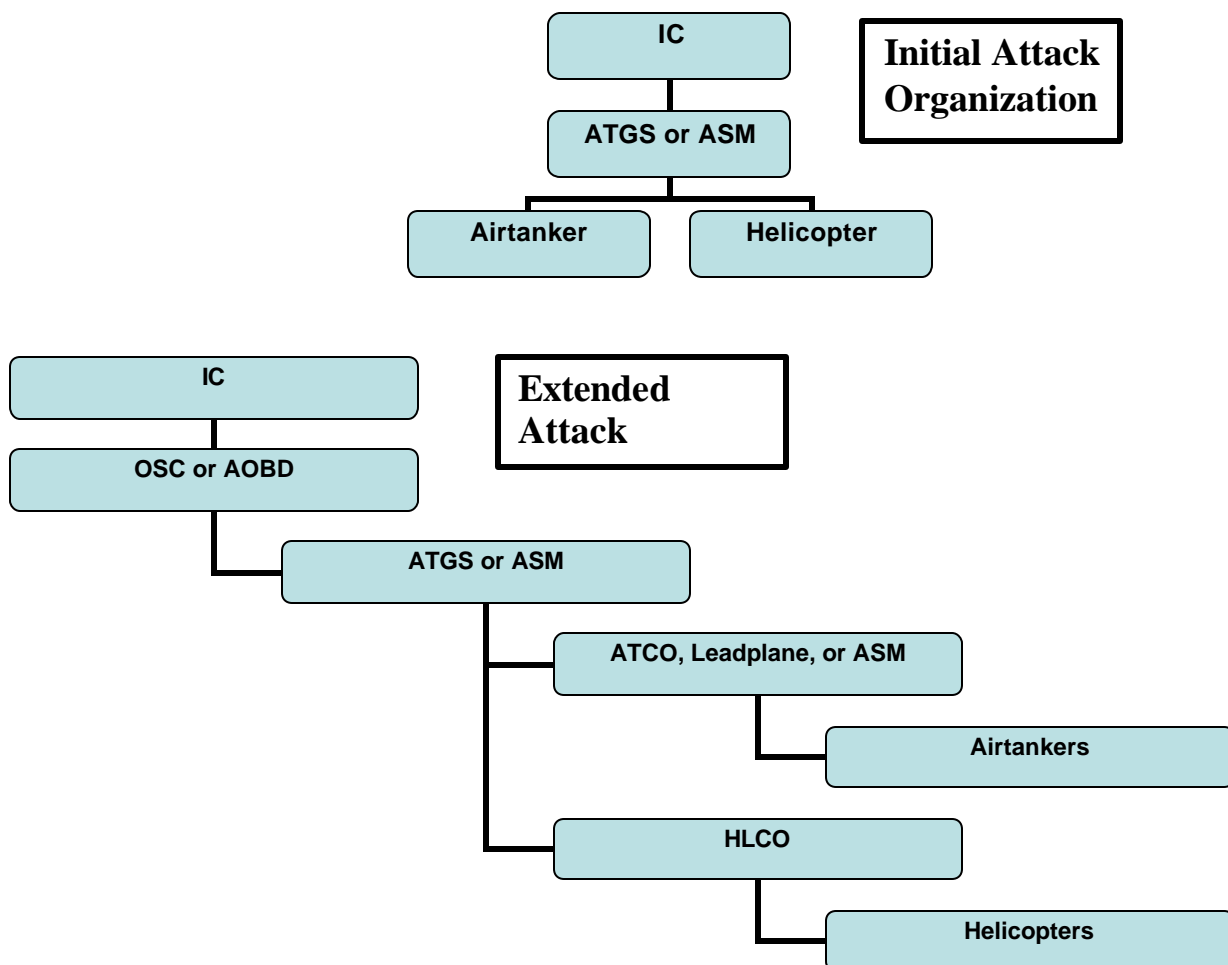 IC
Initial Attack
Organization
ATGS or ASM
Airtanker
Helicopter
IC
Extended
Attack
OSC or AOBD
ATGS or ASM
ATCO, Leadplane, or ASM
Airtankers
HLCO
Helicopters